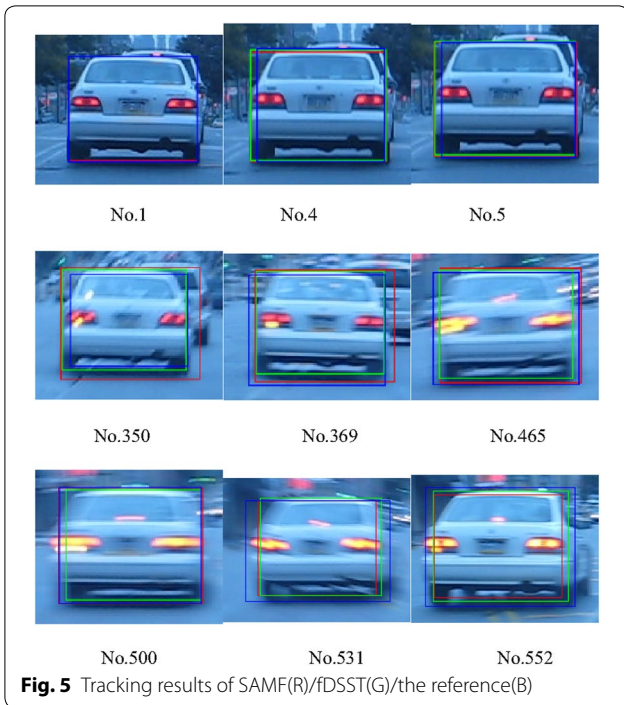 No.1
No.4
No.5
No.350
No.369
No.465
No.500
No.531
No.552
Fig. 5 Tracking results of SAMF(R)/fDSST(G)/the reference(B)